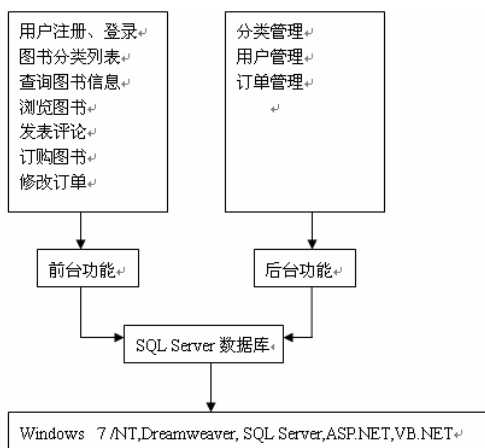 用户注册、登录
图书分类列表
查询图书信息
浏览图书
发表评论
订购图书
修改订单
分类管理
用户管理
订单管理
前台功能
后台功能
SQL Server 数据库
Windows 7 /NT,Dreamweaver, SQL Server,ASP.NET,VB.NET